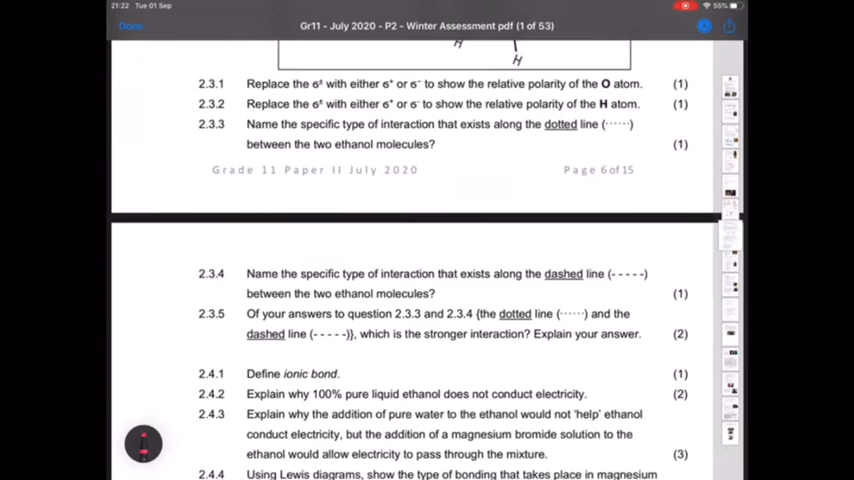 21:22 Tue 01 Sep
55%
Done
Gr11 - July 2020 - P2 - Winter Assessment pdf (1 of 53)
H
H
2.3.1 Replace the ϭ± with either ϭ⁺ or ϭ⁻ to show the relative polarity of the O atom. (1)
2.3.2 Replace the ϭ± with either ϭ⁺ or ϭ⁻ to show the relative polarity of the H atom. (1)
2.3.3 Name the specific type of interaction that exists along the dotted line (······)
between the two ethanol molecules? (1)
Grade 11 Paper II July 2020 Page 6 of 15
2.3.4 Name the specific type of interaction that exists along the dashed line (- - - - -)
between the two ethanol molecules? (1)
2.3.5 Of your answers to question 2.3.3 and 2.3.4 {the dotted line (······) and the
dashed line (- - - - -)}, which is the stronger interaction? Explain your answer. (2)
2.4.1 Define ionic bond. (1)
2.4.2 Explain why 100% pure liquid ethanol does not conduct electricity. (2)
2.4.3 Explain why the addition of pure water to the ethanol would not 'help' ethanol
conduct electricity, but the addition of a magnesium bromide solution to the
ethanol would allow electricity to pass through the mixture. (3)
2.4.4 Using Lewis diagrams, show the type of bonding that takes place in magnesium